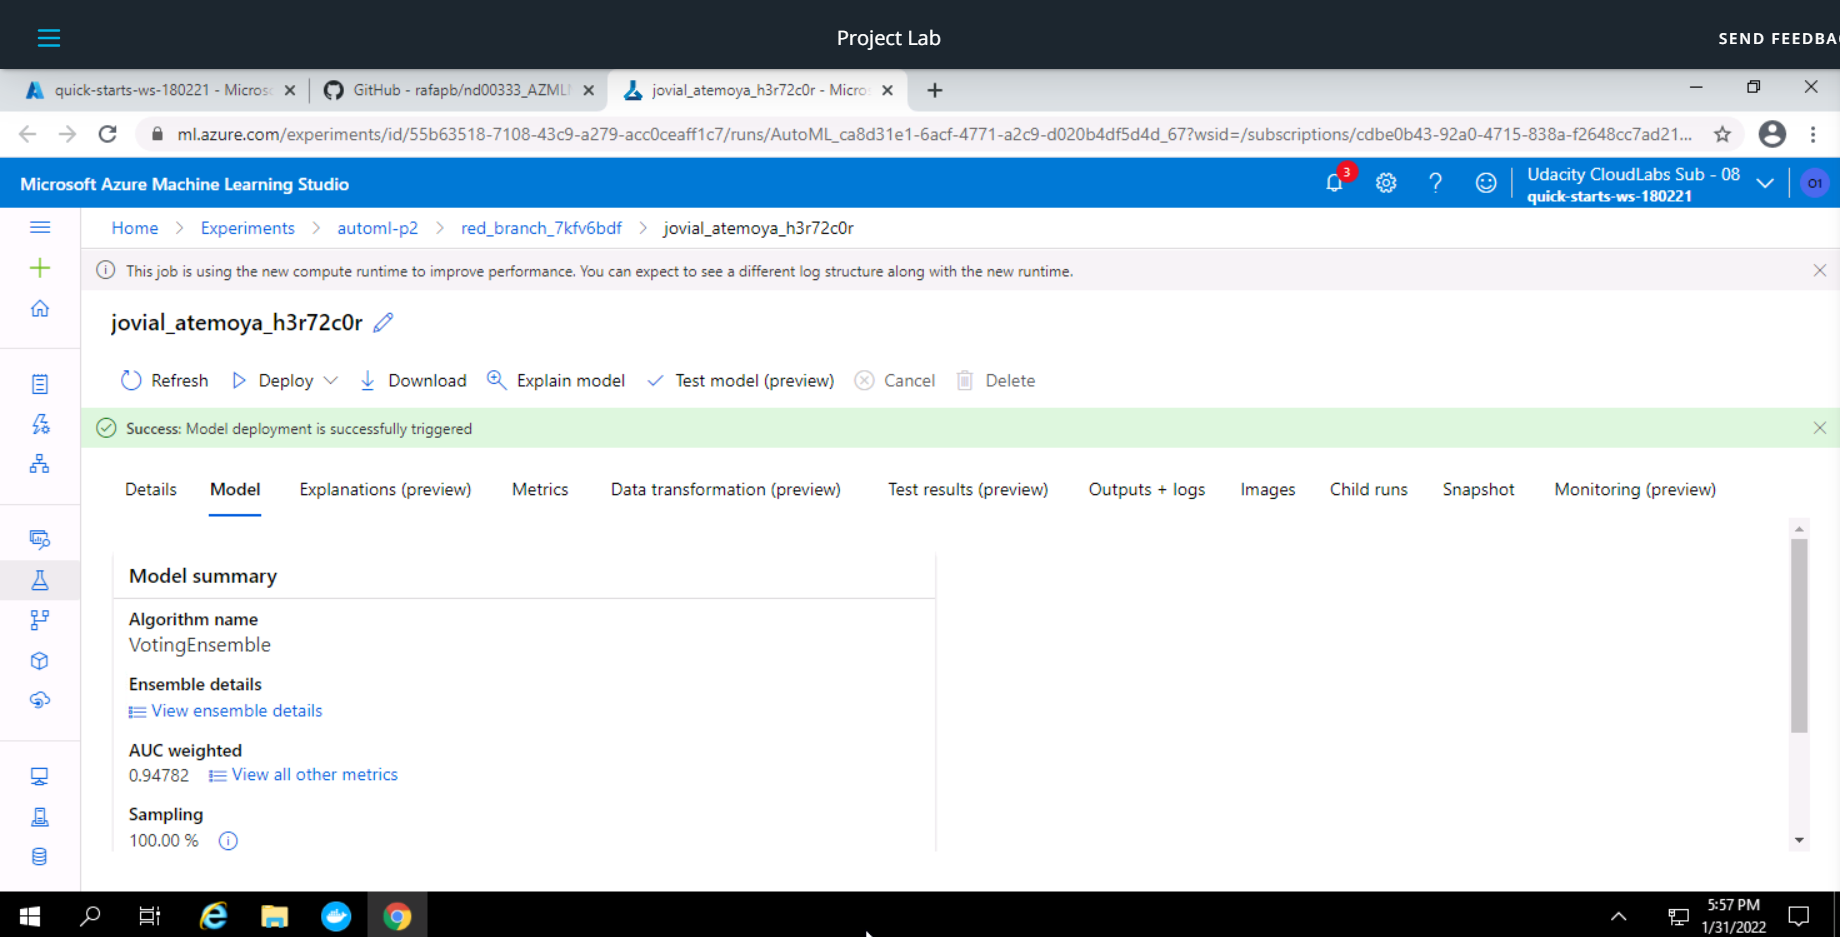 Project Lab
SEND FEEDBA
quick-starts-ws-180221 - Micros
GitHub - rafapb/nd00333_AZML
jovial_atemoya_h3r72c0r - Micro
ml.azure.com/experiments/id/55b63518-7108-43c9-a279-acc0ceaff1c7/runs/AutoML_ca8d31e1-6acf-4771-a2c9-d020b4df5d4d_67?wsid=/subscriptions/cdbe0b43-92a0-4715-838a-f2648cc7ad21...
Microsoft Azure Machine Learning Studio
3
Udacity CloudLabs Sub - 08
quick-starts-ws-180221
O1
Home > Experiments > automl-p2 > red_branch_7kfv6bdf > jovial_atemoya_h3r72c0r
This job is using the new compute runtime to improve performance. You can expect to see a different log structure along with the new runtime.
jovial_atemoya_h3r72c0r
Refresh Deploy Download Explain model Test model (preview) Cancel Delete
Success: Model deployment is successfully triggered
Details Model Explanations (preview) Metrics Data transformation (preview) Test results (preview) Outputs + logs Images Child runs Snapshot Monitoring (preview)
Model summary
Algorithm name
VotingEnsemble
Ensemble details
View ensemble details
AUC weighted
0.94782 View all other metrics
Sampling
100.00 %
5:57 PM
1/31/2022